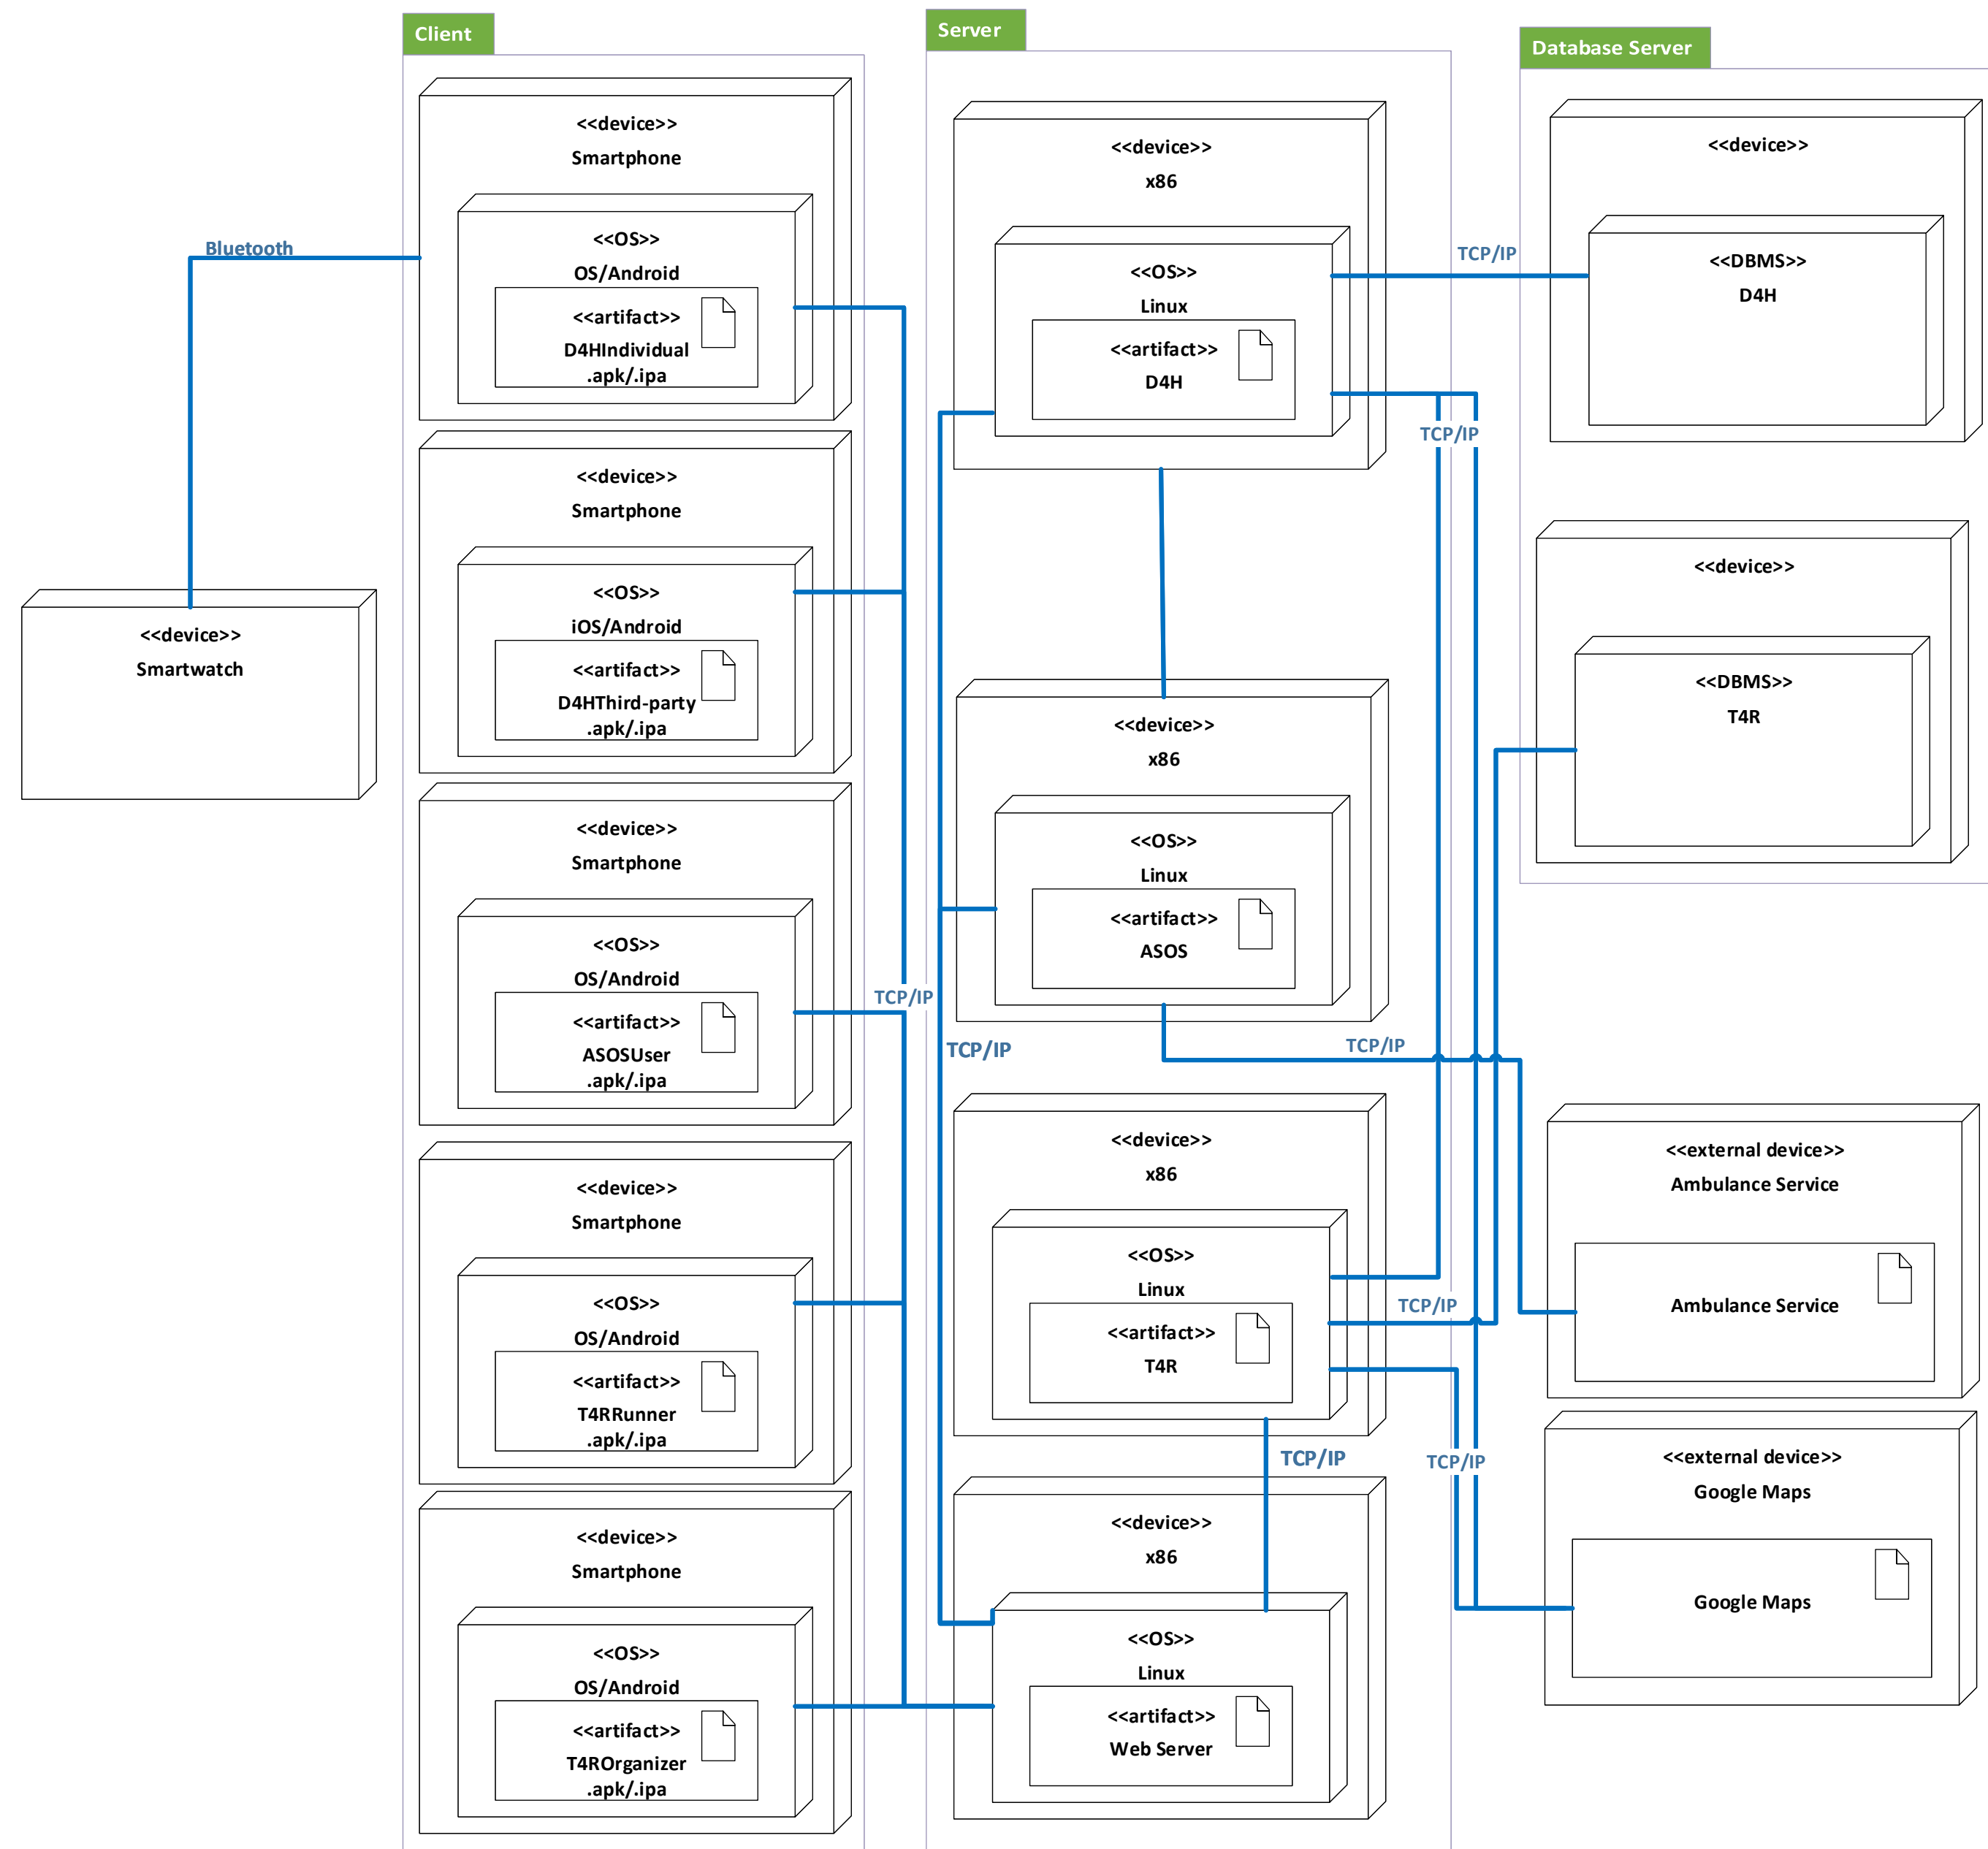 Client
<<device>>
Smartphone
<<OS>>
OS/Android
<<artifact>>
D4HIndividual
.apk/.ipa
<<device>>
Smartphone
<<OS>>
iOS/Android
<<artifact>>
D4HThird-party
.apk/.ipa
<<device>>
Smartphone
<<OS>>
OS/Android
<<artifact>>
ASOSUser
.apk/.ipa
<<device>>
Smartphone
<<OS>>
OS/Android
<<artifact>>
T4RRunner
.apk/.ipa
<<device>>
Smartphone
<<OS>>
OS/Android
<<artifact>>
T4ROrganizer
.apk/.ipa
Bluetooth
<<device>>
Smartwatch
TCP/IP
Server
<<device>>
x86
<<OS>>
Linux
<<artifact>>
D4H
<<device>>
x86
<<OS>>
Linux
<<artifact>>
ASOS
TCP/IP
<<device>>
x86
<<OS>>
Linux
<<artifact>>
T4R
TCP/IP
<<device>>
x86
<<OS>>
Linux
<<artifact>>
Web Server
TCP/IP
TCP/IP
TCP/IP
TCP/IP
TCP/IP
Database Server
<<device>>
<<DBMS>>
D4H
<<device>>
<<DBMS>>
T4R
<<external device>>
Ambulance Service
Ambulance Service
<<external device>>
Google Maps
Google Maps